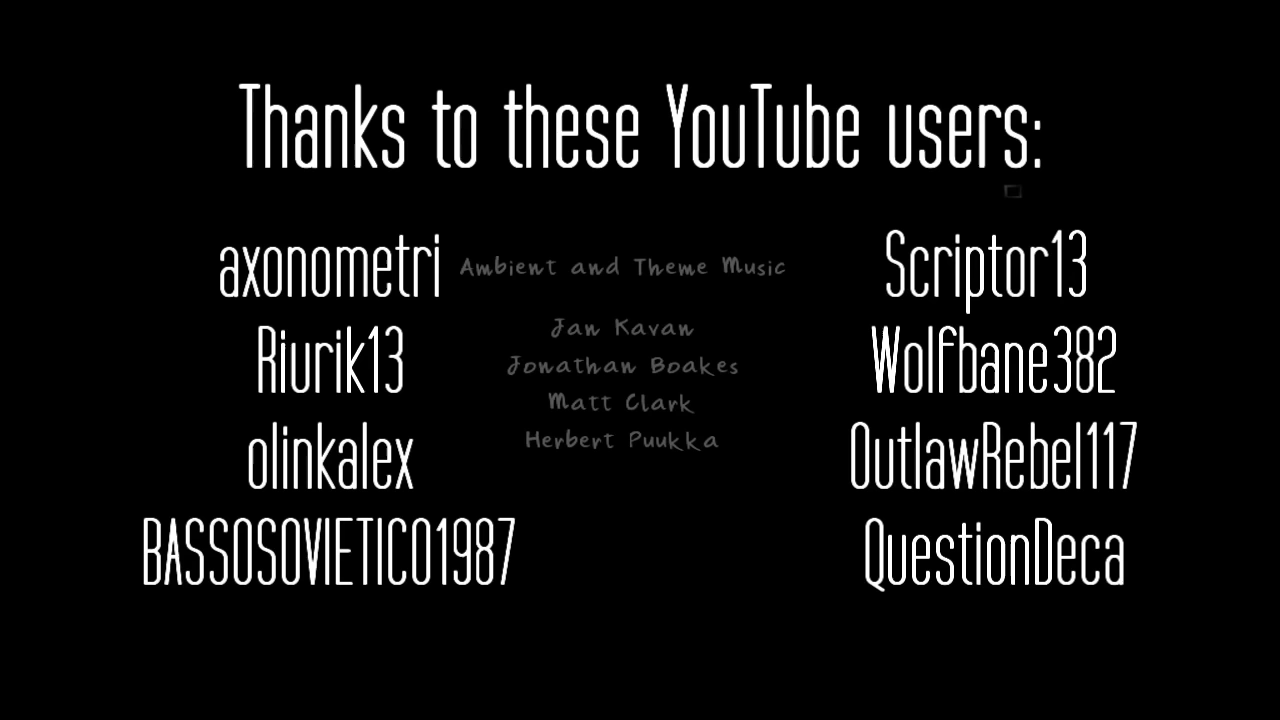 Thanks to these YouTube users:
axonometri
Riurik13
olinkalex
BASSOSOVIETICO1987
Ambient and Theme Music
Jan Kavan
Jonathan Boakes
Matt Clark
Herbert Puukka
Scriptor13
Wolfbane382
OutlawRebel117
QuestionDeca